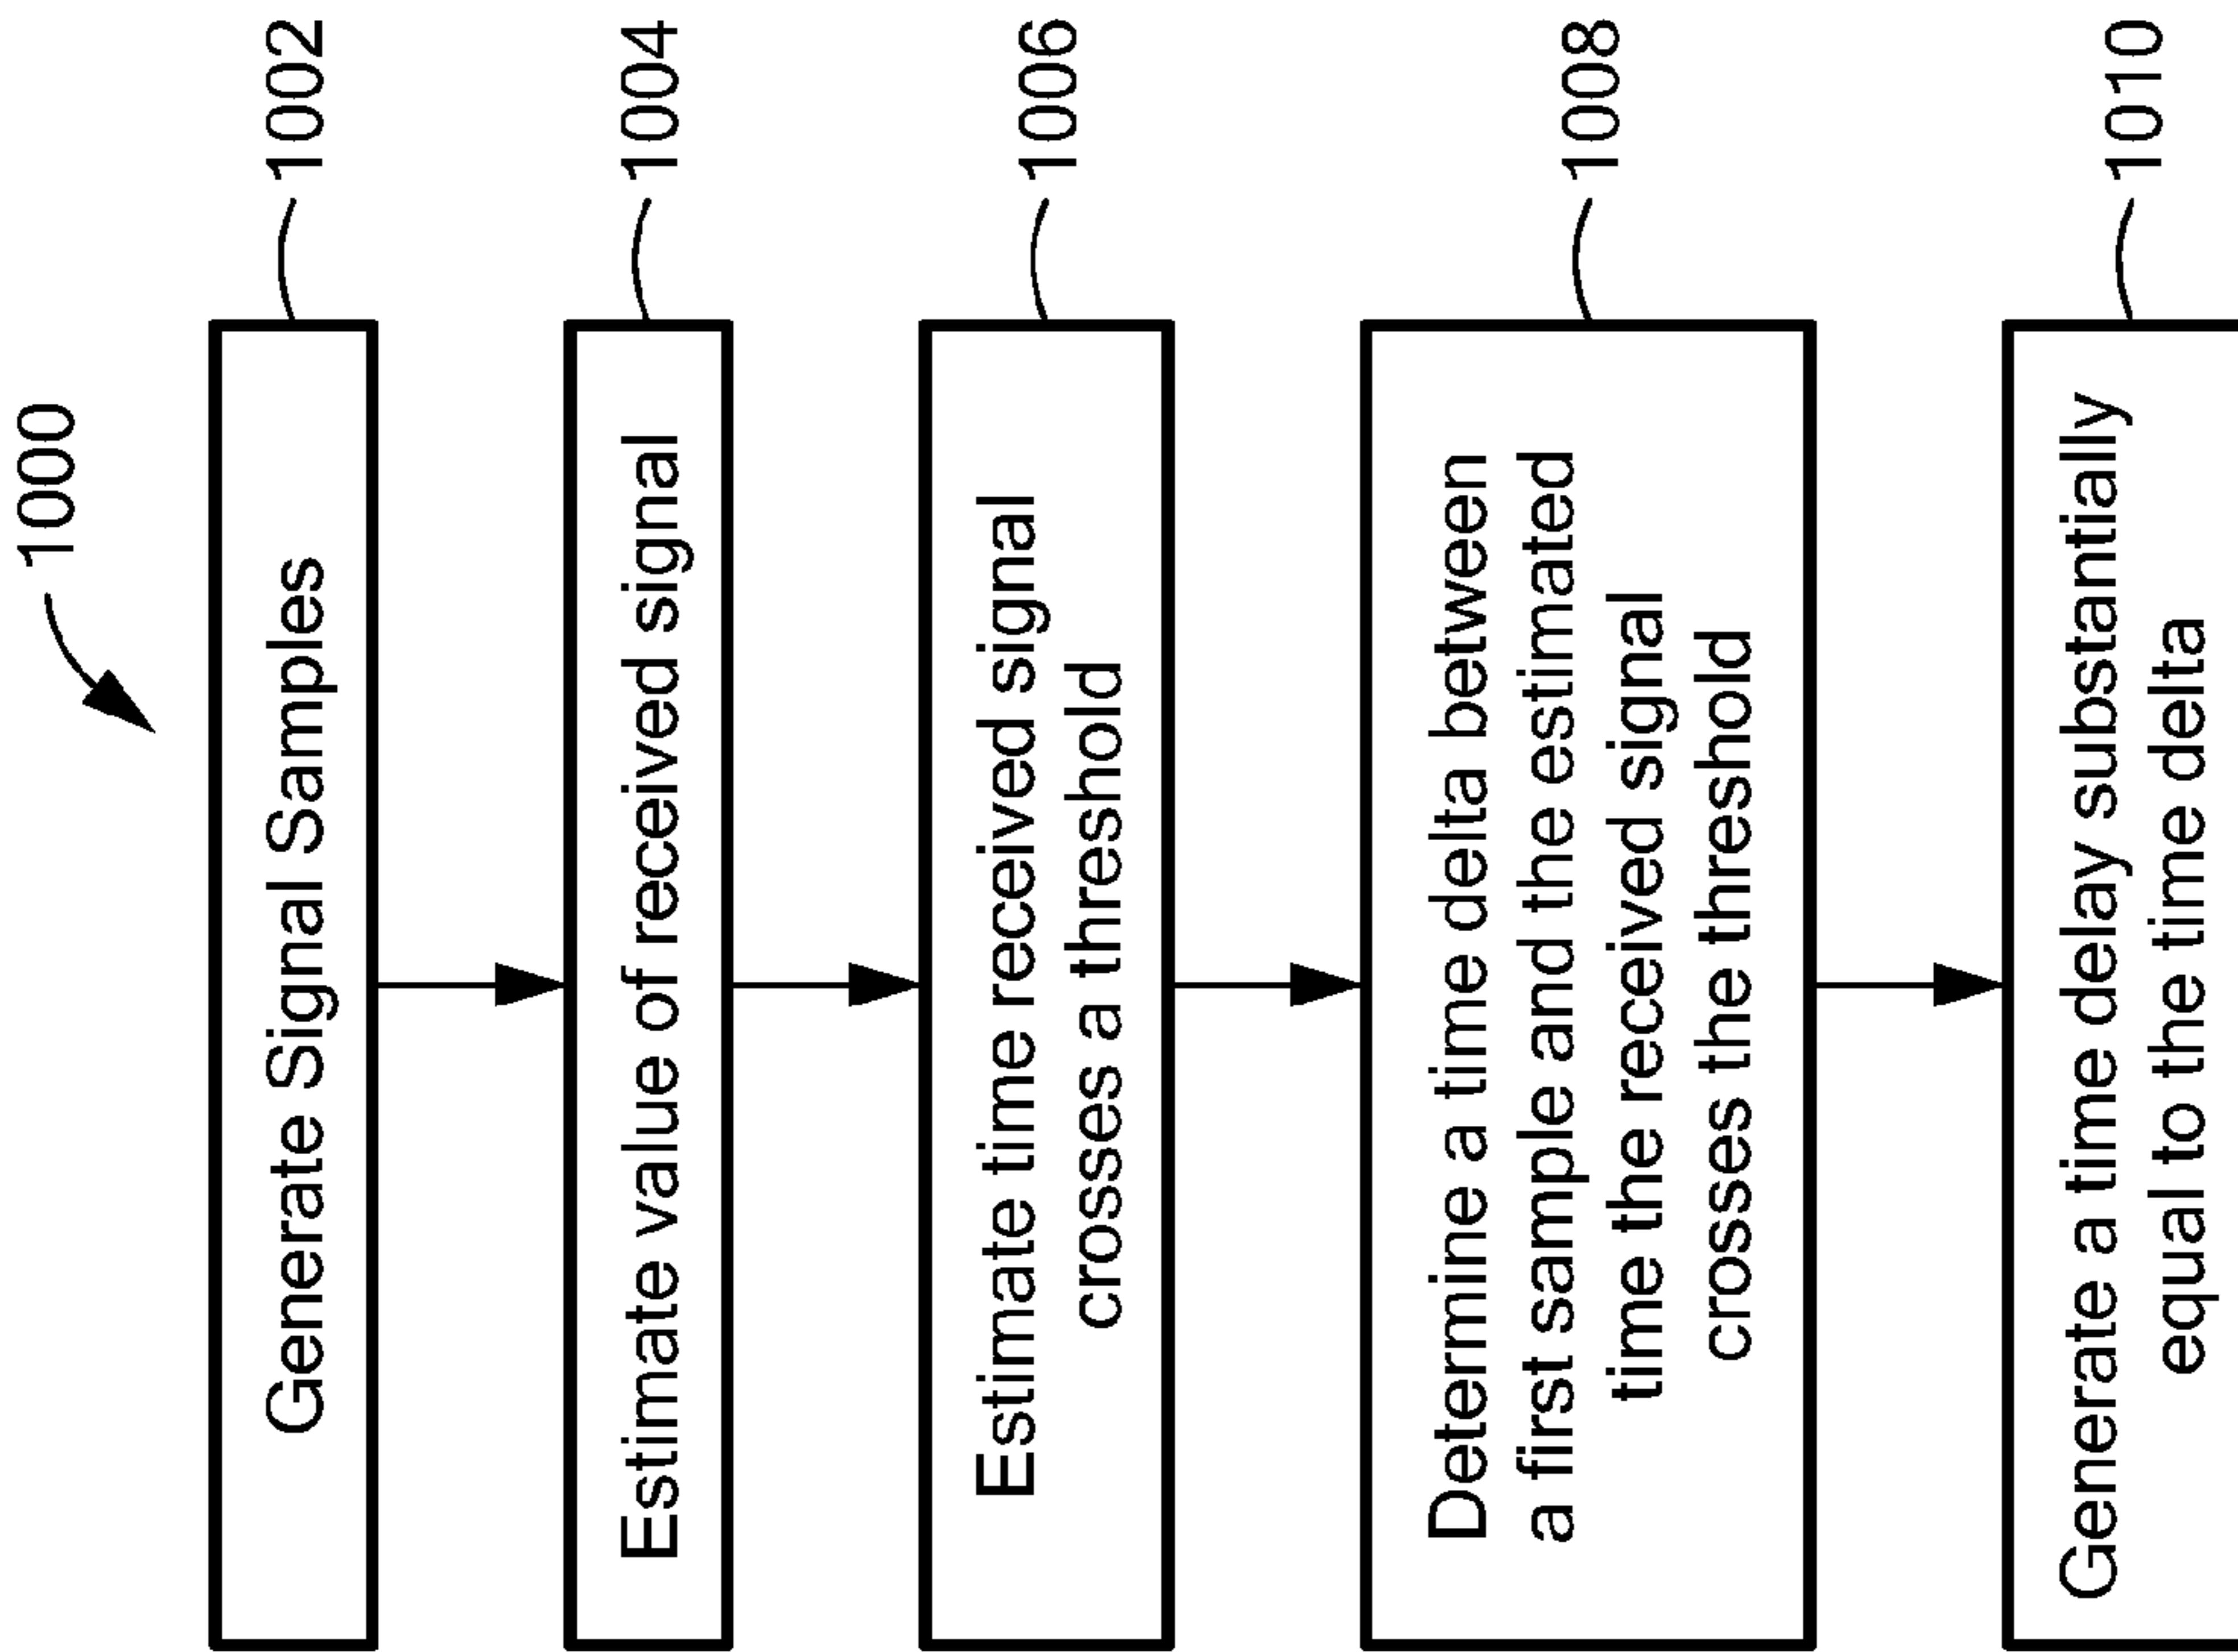 1000
Generate Signal Samples
1002
Estimate value of received signal
1004
Estimate time received signal
crosses a threshold
1006
Determine a time delta between
a first sample and the estimated
time the received signal
crosses the threshold
1008
Generate a time delay substantially
equal to the time delta
1010